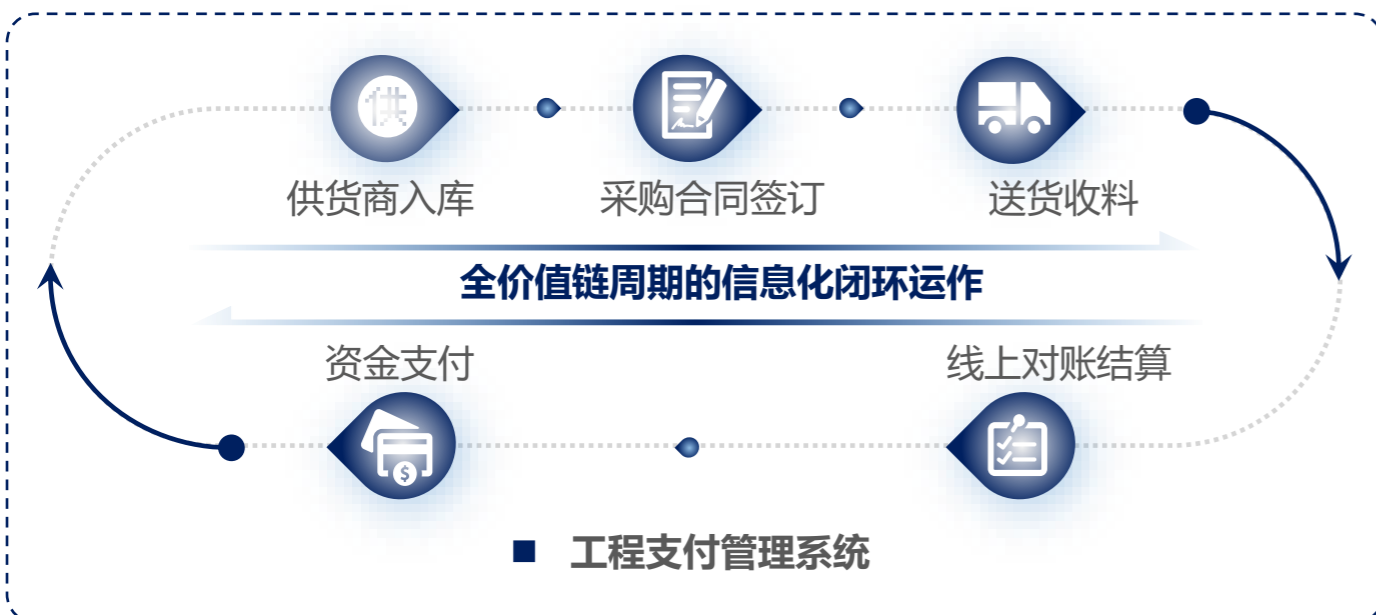 供
供货商入库
采购合同签订
送货收料
全价值链周期的信息化闭环运作
资金支付
线上对账结算
$
■ 工程支付管理系统